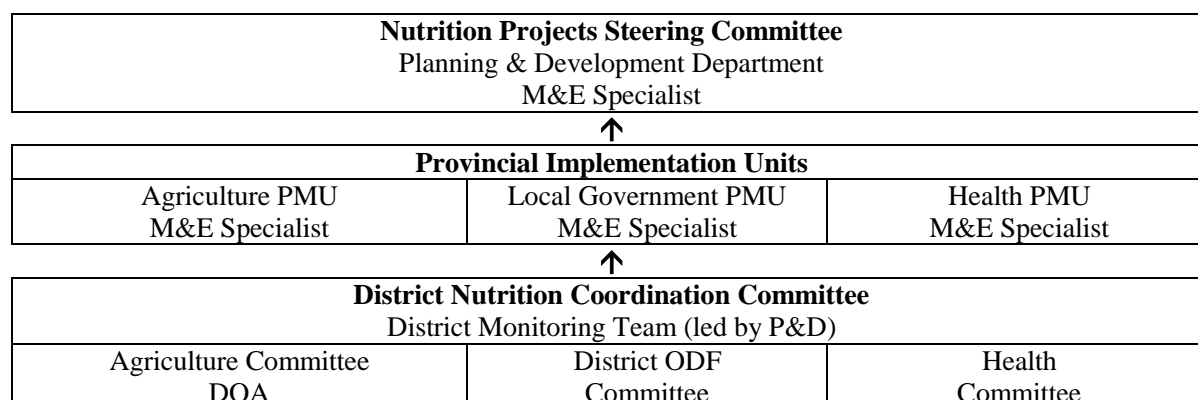 Nutrition Projects Steering Committee
Planning & Development Department
M&E Specialist
↑
Provincial Implementation Units
Agriculture PMU
M&E Specialist
Local Government PMU
M&E Specialist
Health PMU
M&E Specialist
↑
District Nutrition Coordination Committee
District Monitoring Team (led by P&D)
Agriculture Committee
DOA
District ODF
Committee
Health
Committee